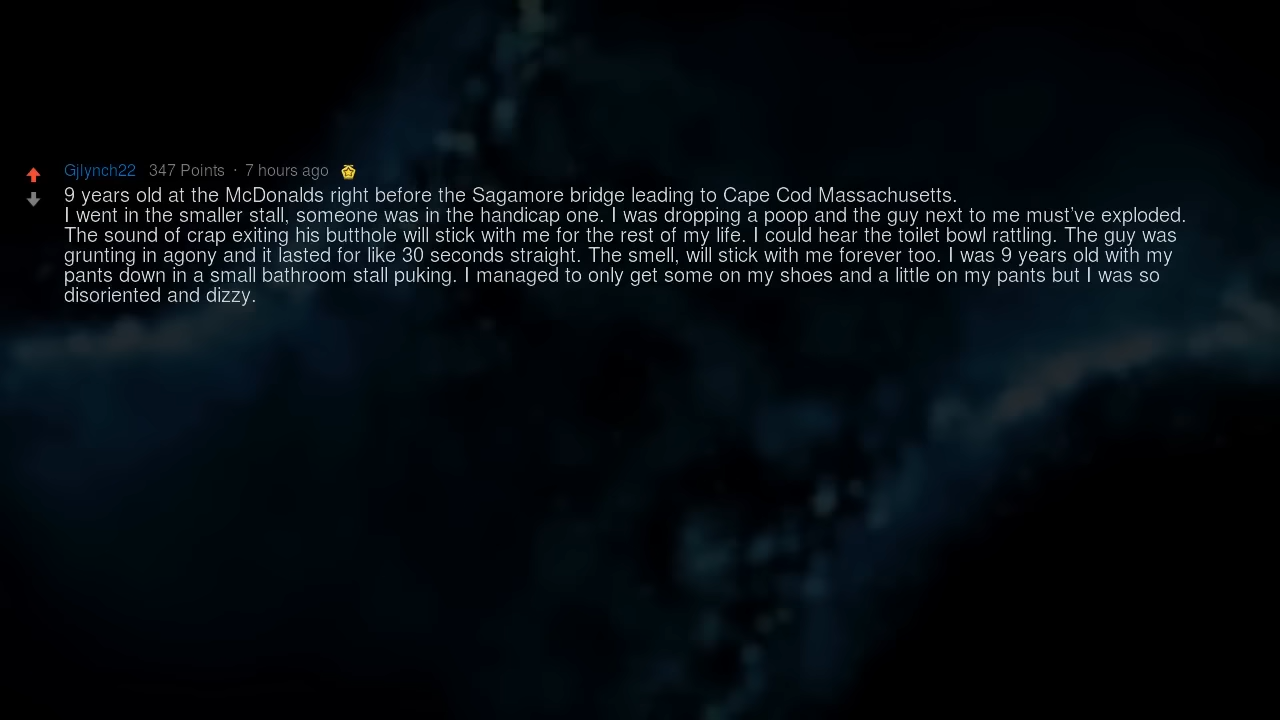 Gjlynch22 347 Points · 7 hours ago
9 years old at the McDonalds right before the Sagamore bridge leading to Cape Cod Massachusetts.
I went in the smaller stall, someone was in the handicap one. I was dropping a poop and the guy next to me must've exploded.
The sound of crap exiting his butthole will stick with me for the rest of my life. I could hear the toilet bowl rattling. The guy was
grunting in agony and it lasted for like 30 seconds straight. The smell, will stick with me forever too. I was 9 years old with my
pants down in a small bathroom stall puking. I managed to only get some on my shoes and a little on my pants but I was so
disoriented and dizzy.